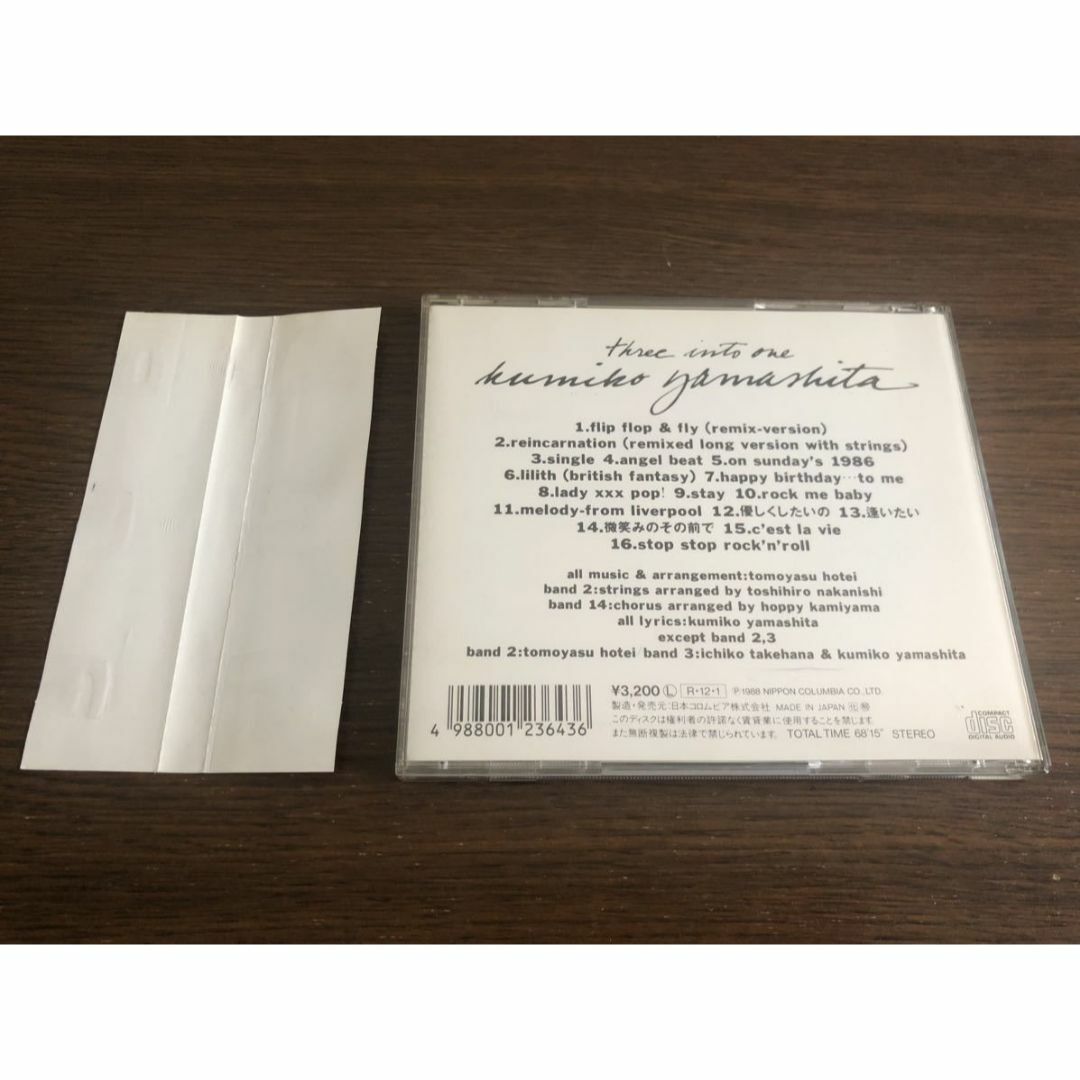 three into one
kumiko yamashita
1.flip flop & fly (remix-version)
2.reincarnation (remixed long version with strings)
3.single 4.angel beat 5.on sunday's 1986
6.lilith (british fantasy) 7.happy birthday…to me
8.lady xxx pop! 9.stay 10.rock me baby
11.melody-from liverpool 12.優しくしたいの 13.逢いたい
14.微笑みのその前で 15.c'est la vie
16.stop stop rock'n'roll
all music & arrangement:tomoyasu hotei
band 2:strings arranged by toshihiro nakanishi
band 14:chorus arranged by hoppy kamiyama
all lyrics:kumiko yamashita
except band 2,3
band 2:tomoyasu hotei/band 3:ichiko takehana & kumiko yamashita
¥3,200 Ⓛ R・12・1 Ⓟ1988 NIPPON COLUMBIA CO., LTD.
製造・発売元:日本コロムビア株式会社 MADE IN JAPAN
このディスクは権利者の許諾なく賃貸業に使用することを禁じます
また無断複製は法律で禁じられています。 TOTAL TIME 68'15" STEREO
4 988001 236436
COMPACT
disc
DIGITAL AUDIO